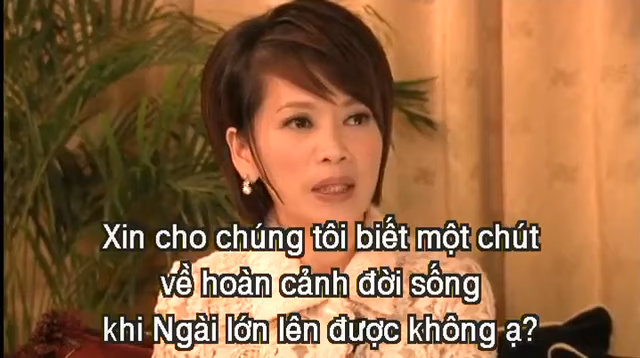 Xin cho chúng tôi biết một chút
về hoàn cảnh đời sống
khi Ngài lớn lên được không ạ?